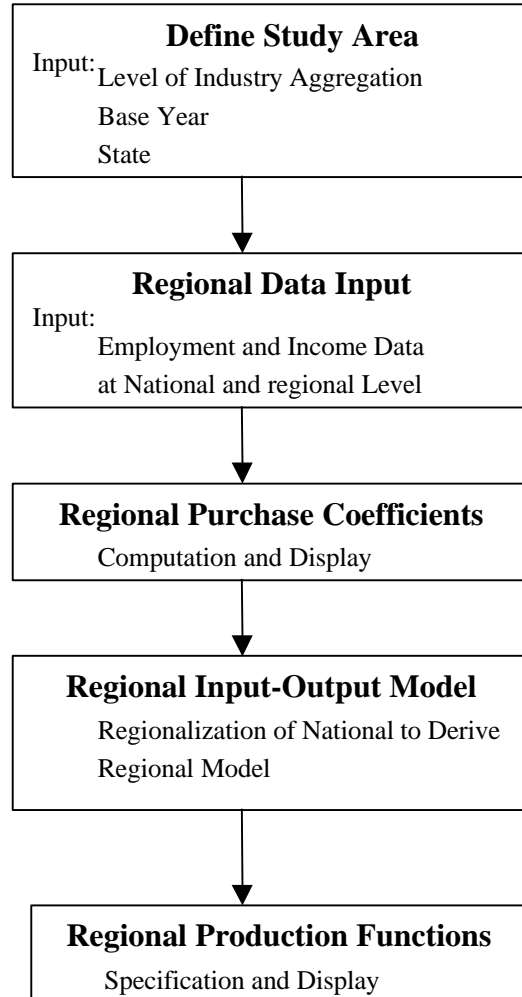 Define Study Area
Input:
Level of Industry Aggregation
Base Year
State
Regional Data Input
Input:
Employment and Income Data
at National and regional Level
Regional Purchase Coefficients
Computation and Display
Regional Input-Output Model
Regionalization of National to Derive
Regional Model
Regional Production Functions
Specification and Display